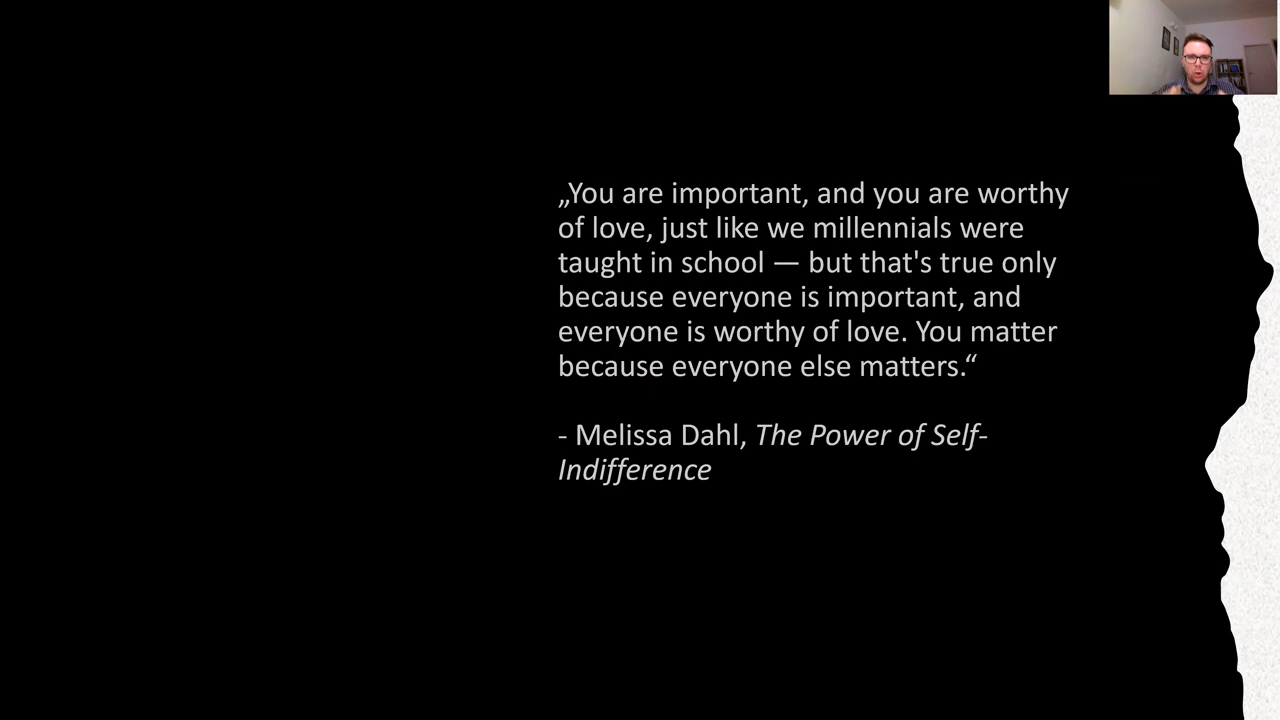 „You are important, and you are worthy
of love, just like we millennials were
taught in school — but that's true only
because everyone is important, and
everyone is worthy of love. You matter
because everyone else matters.“
- Melissa Dahl, The Power of Self-
Indifference